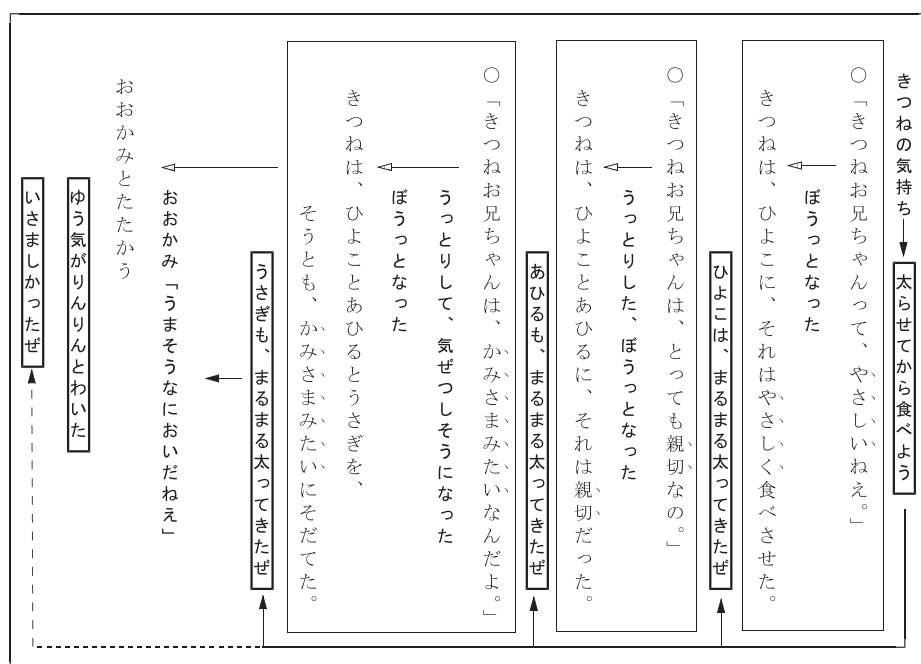 きつねの気持ち
太らせてから食べよう
○「きつねお兄ちゃんって、やさしいねえ。」
ぼうっとなった
きつねは、ひよこに、それはやさしく食べさせた。
ひよこは、まるまる太ってきたぜ
○「きつねお兄ちゃんは、とっても親切なの。」
うっとりした、ぼうっとなった
きつねは、ひよことあひるに、それは親切だった。
あひるも、まるまる太ってきたぜ
○「きつねお兄ちゃんは、かみさまみたいなんだよ。」
うっとりして、気ぜつしそうになった
ぼうっとなった
きつねは、ひよことあひるとうさぎを、
そうとも、かみさまみたいにそだてた。
うさぎも、まるまる太ってきたぜ
おおかみ「うまそうなにおいだねえ」
おおかみとたたかう
ゆう気がりんりんとわいた
いさましかったぜ